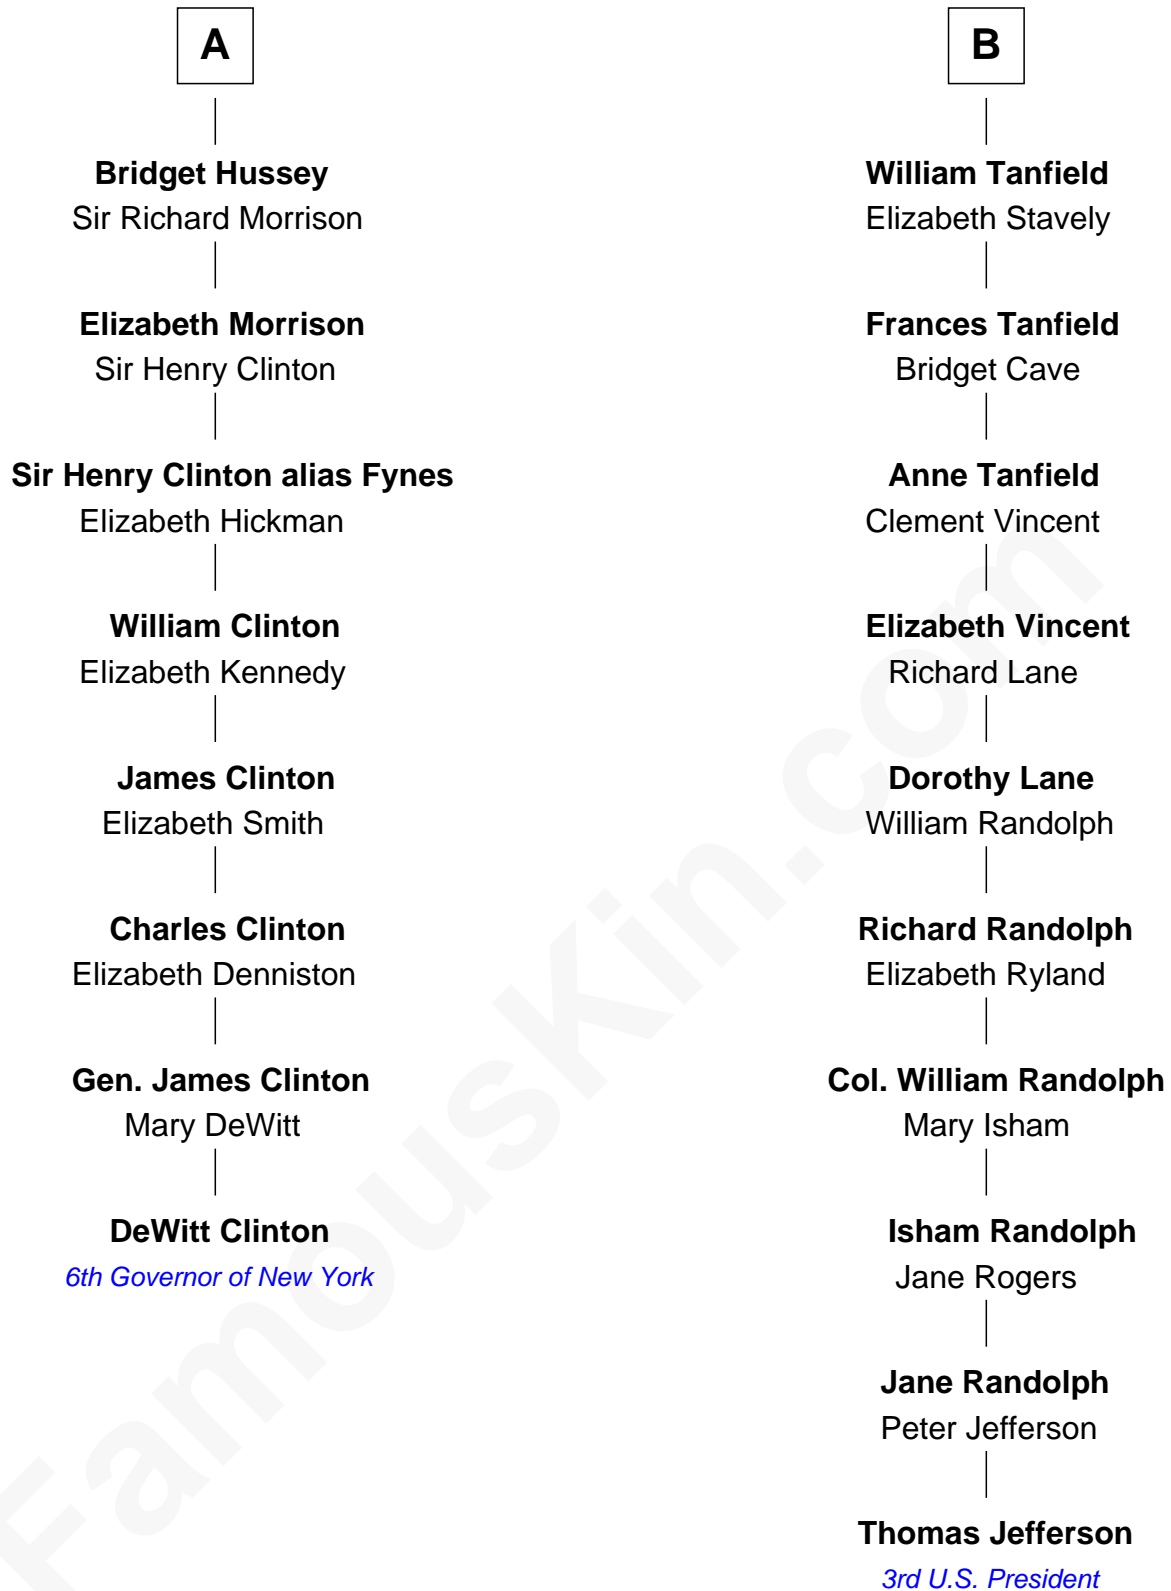 A
Bridget Hussey
Sir Richard Morrison
Elizabeth Morrison
Sir Henry Clinton
Sir Henry Clinton alias Fynes
Elizabeth Hickman
William Clinton
Elizabeth Kennedy
James Clinton
Elizabeth Smith
Charles Clinton
Elizabeth Denniston
Gen. James Clinton
Mary DeWitt
DeWitt Clinton
6th Governor of New York
B
William Tanfield
Elizabeth Stavely
Frances Tanfield
Bridget Cave
Anne Tanfield
Clement Vincent
Elizabeth Vincent
Richard Lane
Dorothy Lane
William Randolph
Richard Randolph
Elizabeth Ryland
Col. William Randolph
Mary Isham
Isham Randolph
Jane Rogers
Jane Randolph
Peter Jefferson
Thomas Jefferson
3rd U.S. President
FamousKin.com